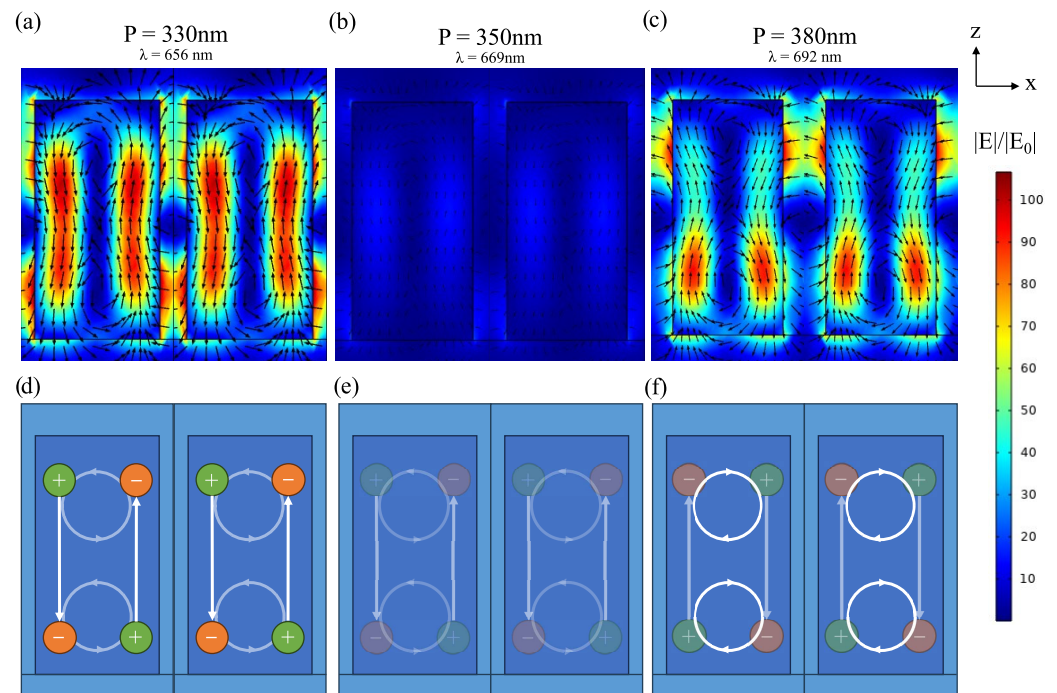 (a)
P = 330nm
λ = 656 nm
(b)
P = 350nm
λ = 669nm
(c)
P = 380nm
λ = 692 nm
z
x
|E|/|E₀|
100
90
80
70
60
50
40
30
20
10
(d)
+ − + −
− + − +
(e)
+ − + −
− + − +
(f)
− + − +
+ − + −